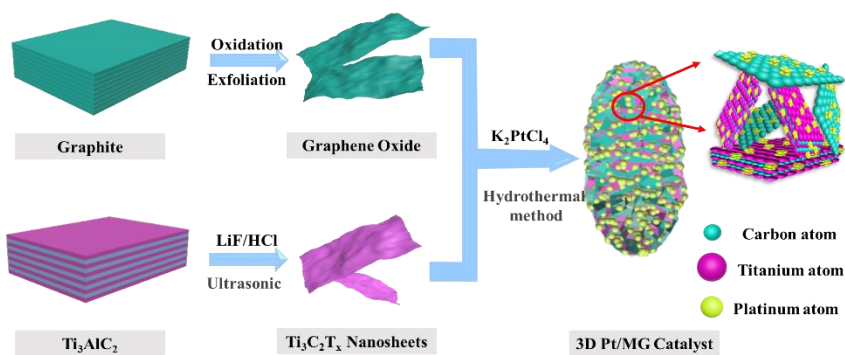 Oxidation
Exfoliation
Graphite
Graphene Oxide
K₂PtCl₄
Hydrothermal
method
LiF/HCl
Ultrasonic
Ti₃AlC₂
Ti₃C₂Tₓ Nanosheets
3D Pt/MG Catalyst
Carbon atom
Titanium atom
Platinum atom